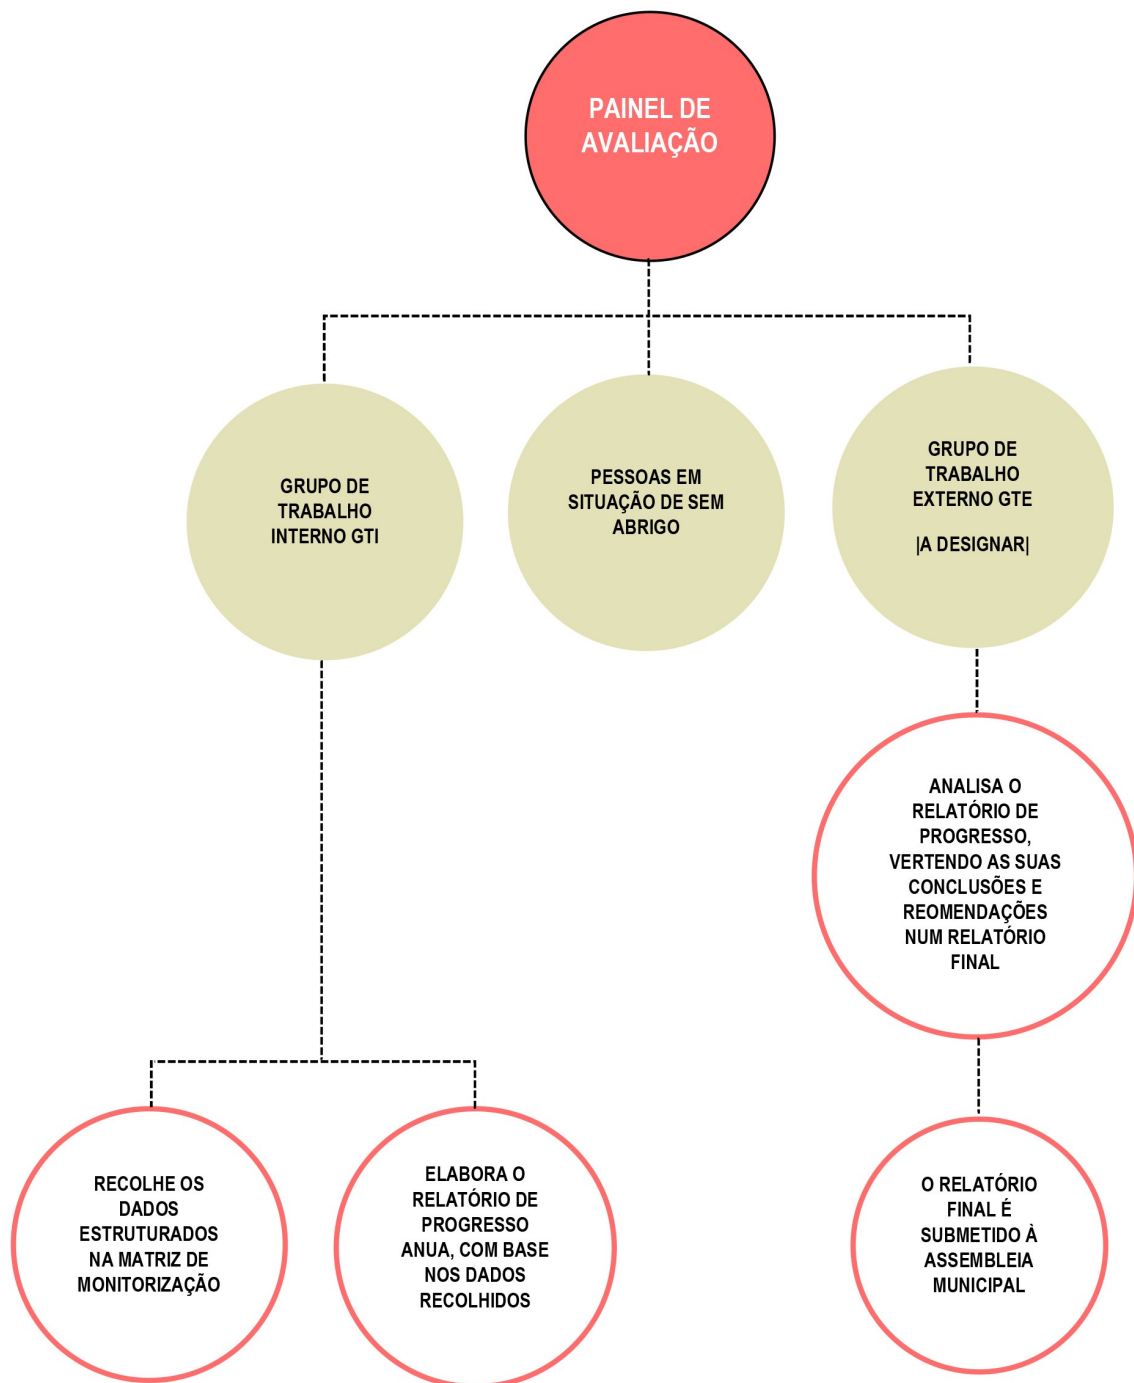 PAINEL DE
AVALIAÇÃO
GRUPO DE
TRABALHO
INTERNO GTI
PESSOAS EM
SITUAÇÃO DE SEM
ABRIGO
GRUPO DE
TRABALHO
EXTERNO GTE
|A DESIGNAR|
ANALISA O
RELATÓRIO DE
PROGRESSO,
VERTENDO AS SUAS
CONCLUSÕES E
REOMENDAÇÕES
NUM RELATÓRIO
FINAL
RECOLHE OS
DADOS
ESTRUTURADOS
NA MATRIZ DE
MONITORIZAÇÃO
ELABORA O
RELATÓRIO DE
PROGRESSO
ANUA, COM BASE
NOS DADOS
RECOLHIDOS
O RELATÓRIO
FINAL É
SUBMETIDO À
ASSEMBLEIA
MUNICIPAL